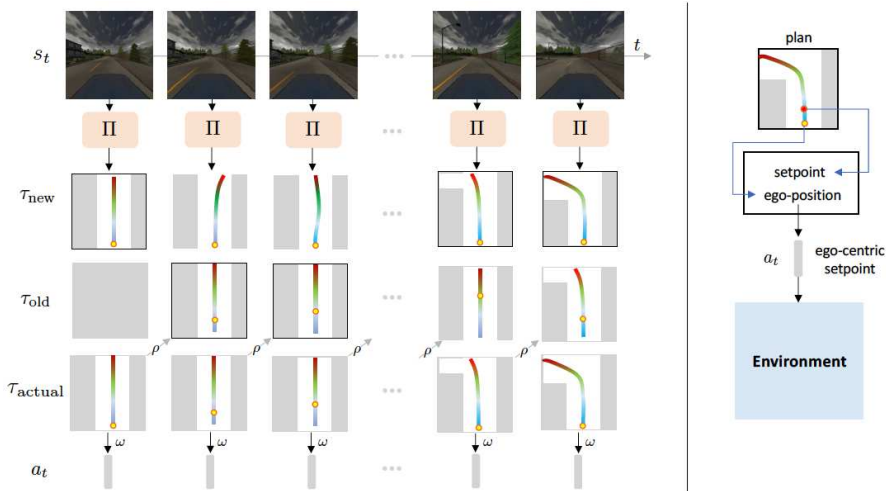 s_t
t
Π Π Π ... Π Π
τ_new
...
τ_old
...
ρ ρ ρ ρ
τ_actual
...
ω ω ω ω ω
a_t
...
plan
setpoint
ego-position
a_t
ego-centric
setpoint
Environment